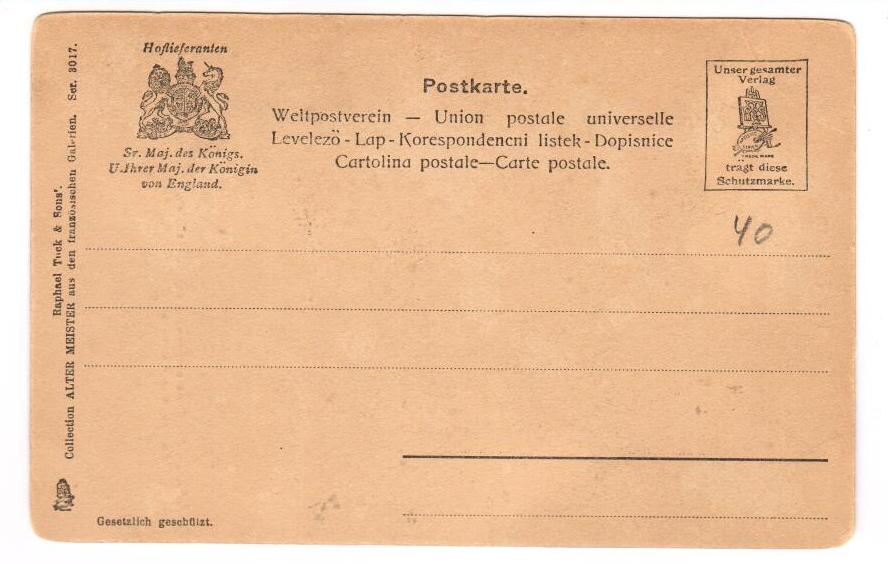 Hoflieferanten
Sr. Maj. des Königs.
U. Ihrer Maj. der Königin
von England.
Postkarte.
Weltpostverein — Union postale universelle
Levelezö - Lap - Korespondencni listek - Dopisnice
Cartolina postale—Carte postale.
Unser gesamter
Verlag
TRADE MARK
trägt diese
Schutzmarke.
40
Raphael Tuck & Sons'.
Collection ALTER MEISTER aus den französischen Galerien. Ser. 3017.
Gesetzlich geschützt.